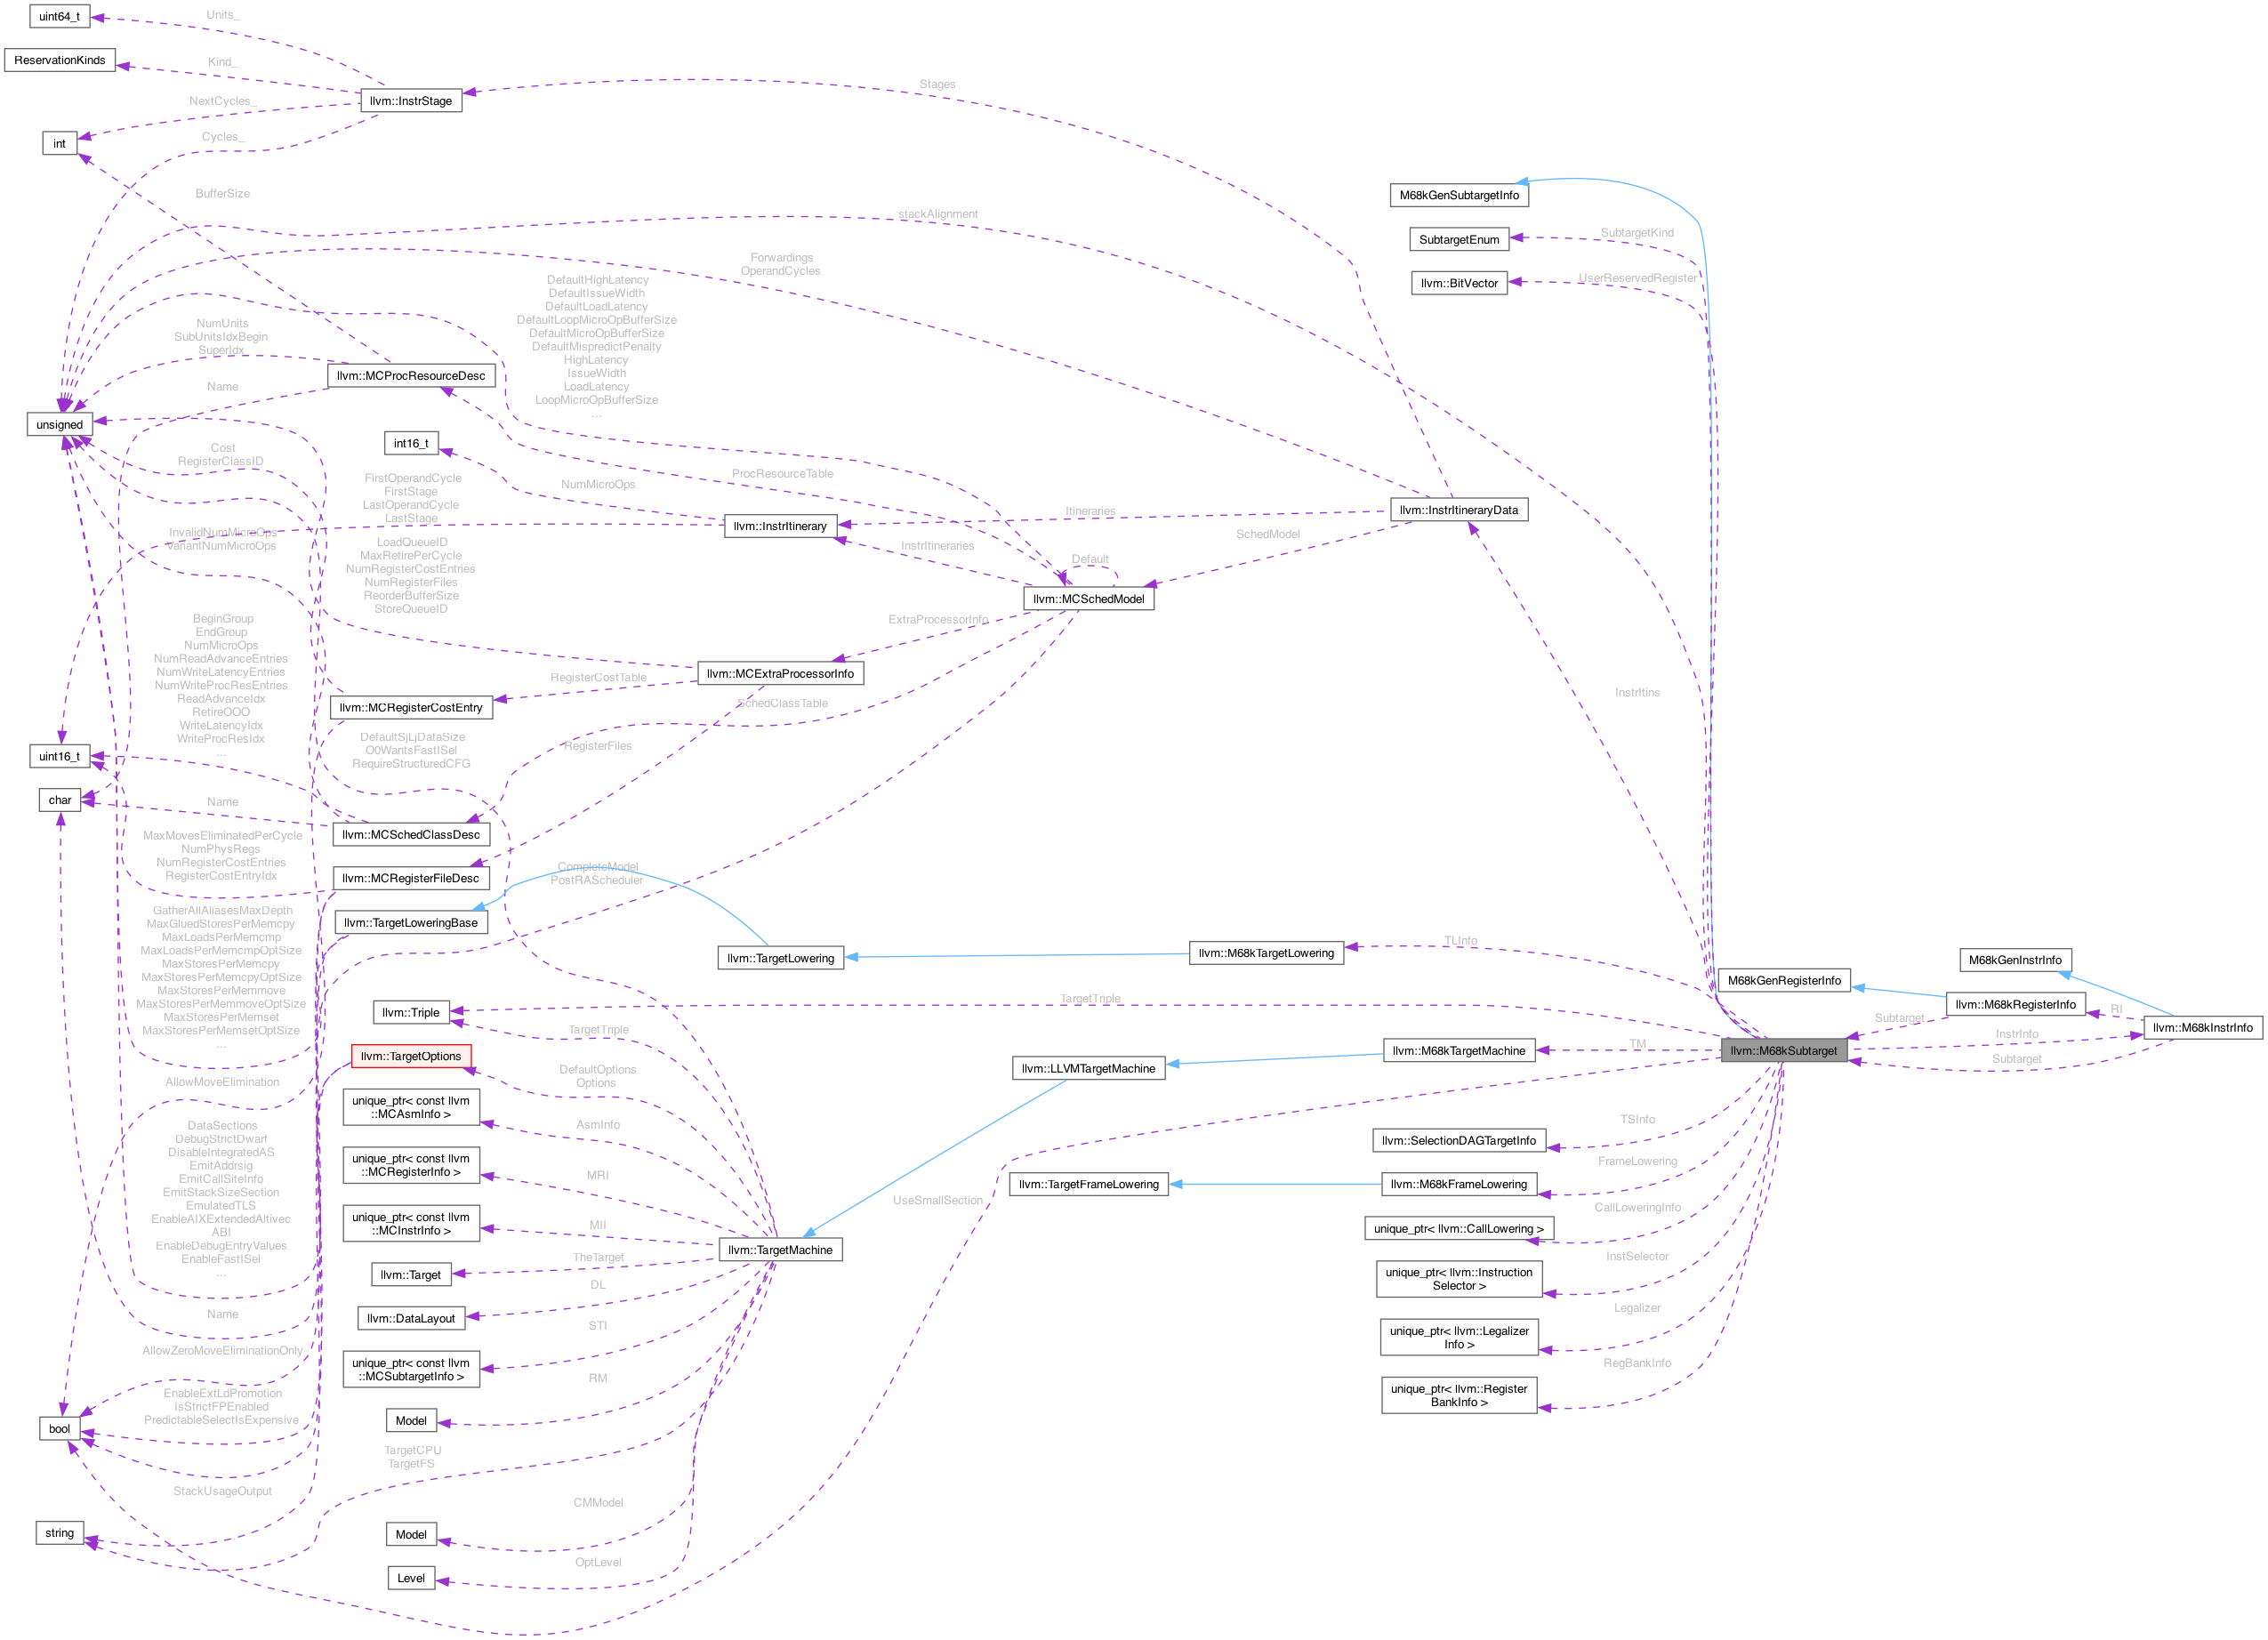 uint64_t
Units_
ReservationKinds
Kind_
llvm::InstrStage
NextCycles_
int
Cycles_
Stages
BufferSize
M68kGenSubtargetInfo
stackAlignment
SubtargetKind
SubtargetEnum
UserReservedRegister
llvm::BitVector
Forwardings
OperandCycles
DefaultHighLatency
DefaultIssueWidth
DefaultLoadLatency
DefaultLoopMicroOpBufferSize
DefaultMicroOpBufferSize
DefaultMispredictPenalty
HighLatency
IssueWidth
LoadLatency
LoopMicroOpBufferSize
...
NumUnits
SubUnitsIdxBegin
SuperIdx
llvm::MCProcResourceDesc
Name
unsigned
int16_t
Cost
RegisterClassID
ProcResourceTable
NumMicroOps
FirstOperandCycle
FirstStage
LastOperandCycle
LastStage
llvm::InstrItinerary
Itineraries
llvm::InstrItineraryData
SchedModel
InstrItineraries
Default
llvm::MCSchedModel
InvalidNumMicroOps
VariantNumMicroOps
LoadQueueID
MaxRetirePerCycle
NumRegisterCostEntries
NumRegisterFiles
ReorderBufferSize
StoreQueueID
ExtraProcessorInfo
llvm::MCExtraProcessorInfo
RegisterCostTable
llvm::MCRegisterCostEntry
SchedClassTable
RegisterFiles
InstrItins
BeginGroup
EndGroup
NumMicroOps
NumReadAdvanceEntries
NumWriteLatencyEntries
NumWriteProcResEntries
ReadAdvanceIdx
RetireOOO
WriteLatencyIdx
WriteProcResIdx
...
DefaultSjLjDataSize
O0WantsFastISel
RequireStructuredCFG
uint16_t
char
Name
llvm::MCSchedClassDesc
MaxMovesEliminatedPerCycle
NumPhysRegs
NumRegisterCostEntries
RegisterCostEntryIdx
llvm::MCRegisterFileDesc
CompleteModel
PostRAScheduler
llvm::TargetLoweringBase
llvm::TargetLowering
llvm::M68kTargetLowering
TLInfo
GatherAllAliasesMaxDepth
MaxGluedStoresPerMemcpy
MaxLoadsPerMemcmp
MaxLoadsPerMemcmpOptSize
MaxStoresPerMemcpy
MaxStoresPerMemcpyOptSize
MaxStoresPerMemmove
MaxStoresPerMemmoveOptSize
MaxStoresPerMemset
MaxStoresPerMemsetOptSize
...
M68kGenInstrInfo
M68kGenRegisterInfo
llvm::M68kRegisterInfo
RI
llvm::M68kInstrInfo
Subtarget
InstrInfo
Subtarget
llvm::M68kSubtarget
TargetTriple
llvm::Triple
TargetTriple
llvm::TargetOptions
DefaultOptions
Options
TM
llvm::M68kTargetMachine
llvm::LLVMTargetMachine
AllowMoveElimination
unique_ptr< const llvm
::MCAsmInfo >
AsmInfo
DataSections
DebugStrictDwarf
DisableIntegratedAS
EmitAddrsig
EmitCallSiteInfo
EmitStackSizeSection
EmulatedTLS
EnableAIXExtendedAltivec
ABI
EnableDebugEntryValues
EnableFastISel
...
unique_ptr< const llvm
::MCRegisterInfo >
MRI
unique_ptr< const llvm
::MCInstrInfo >
MII
TSInfo
llvm::SelectionDAGTargetInfo
FrameLowering
llvm::M68kFrameLowering
llvm::TargetFrameLowering
UseSmallSection
CallLoweringInfo
unique_ptr< llvm::CallLowering >
llvm::TargetMachine
TheTarget
llvm::Target
DL
llvm::DataLayout
InstSelector
unique_ptr< llvm::Instruction
Selector >
Legalizer
unique_ptr< llvm::Legalizer
Info >
Name
STI
unique_ptr< const llvm
::MCSubtargetInfo >
AllowZeroMoveEliminationOnly
RegBankInfo
unique_ptr< llvm::Register
BankInfo >
RM
Model
EnableExtLdPromotion
IsStrictFPEnabled
PredictableSelectIsExpensive
bool
TargetCPU
TargetFS
StackUsageOutput
CMModel
string
Model
OptLevel
Level